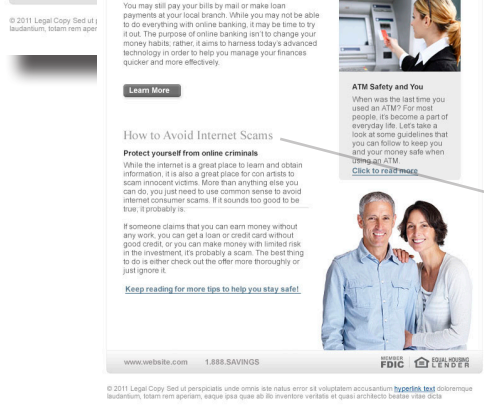 © 2011 Legal Copy Sed ut
laudantium, totam rem aper
You may still pay your bills by mail or make loan
payments at your local branch. While you may not be able
to do everything with online banking, it may be time to try
it out. The purpose of online banking isn't to change your
money habits; rather, it aims to harness today's advanced
technology in order to help you manage your finances
quicker and more effectively.
Learn More
How to Avoid Internet Scams
Protect yourself from online criminals
While the internet is a great place to learn and obtain
information, it is also a great place for con artists to
scam innocent victims. More than anything else you
can do, you just need to use common sense to avoid
internet consumer scams. If it sounds too good to be
true, it probably is.
If someone claims that you can earn money without
any work, you can get a loan or credit card without
good credit, or you can make money with limited risk
in the investment, it's probably a scam. The best thing
to do is either check out the offer more thoroughly or
just ignore it.
Keep reading for more tips to help you stay safe!
ATM Safety and You
When was the last time you
used an ATM? For most
people, it's become a part of
everyday life. Let's take a
look at some guidelines that
you can follow to keep you
and your money safe when
using an ATM.
Click to read more
www.website.com 1.888.SAVINGS
MEMBER
FDIC
EQUAL HOUSING
LENDER
© 2011 Legal Copy Sed ut perspiciatis unde omnis iste natus error sit voluptatem accusantium hyperlink text doloremque
laudantium, totam rem aperiam, eaque ipsa quae ab illo inventore veritatis et quasi architecto beatae vitae dicta